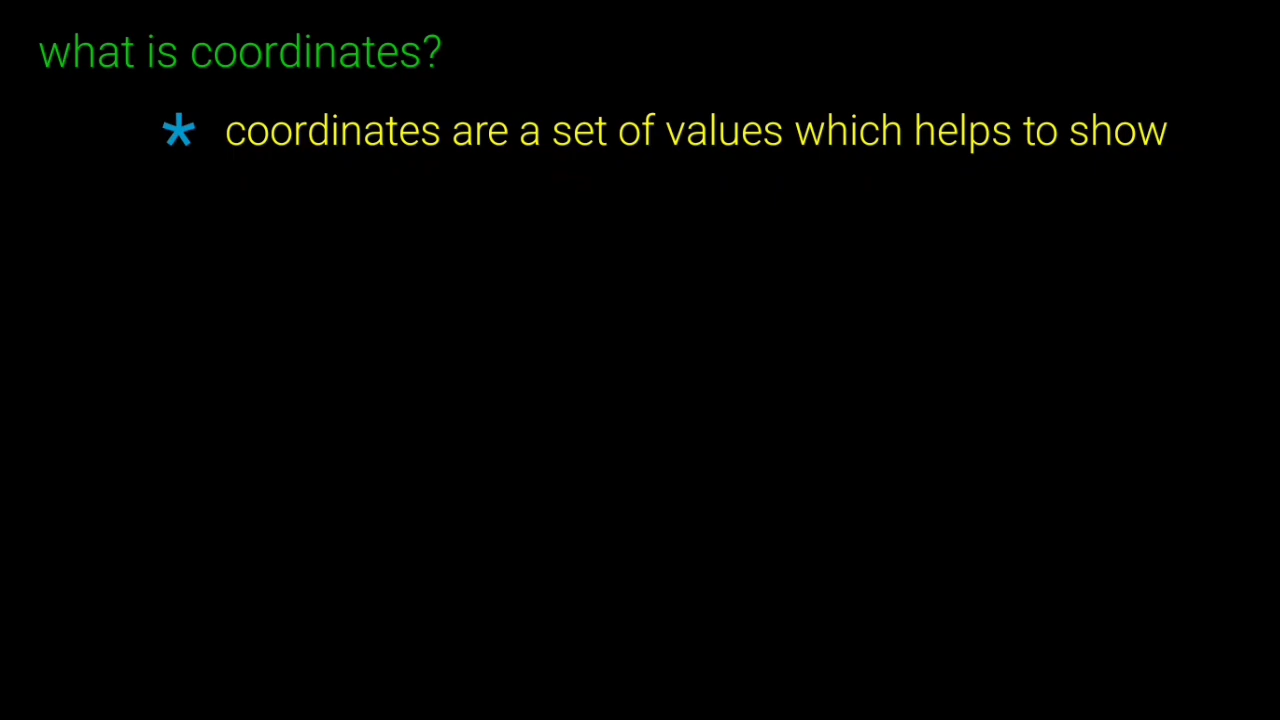 what is coordinates?
* coordinates are a set of values which helps to show